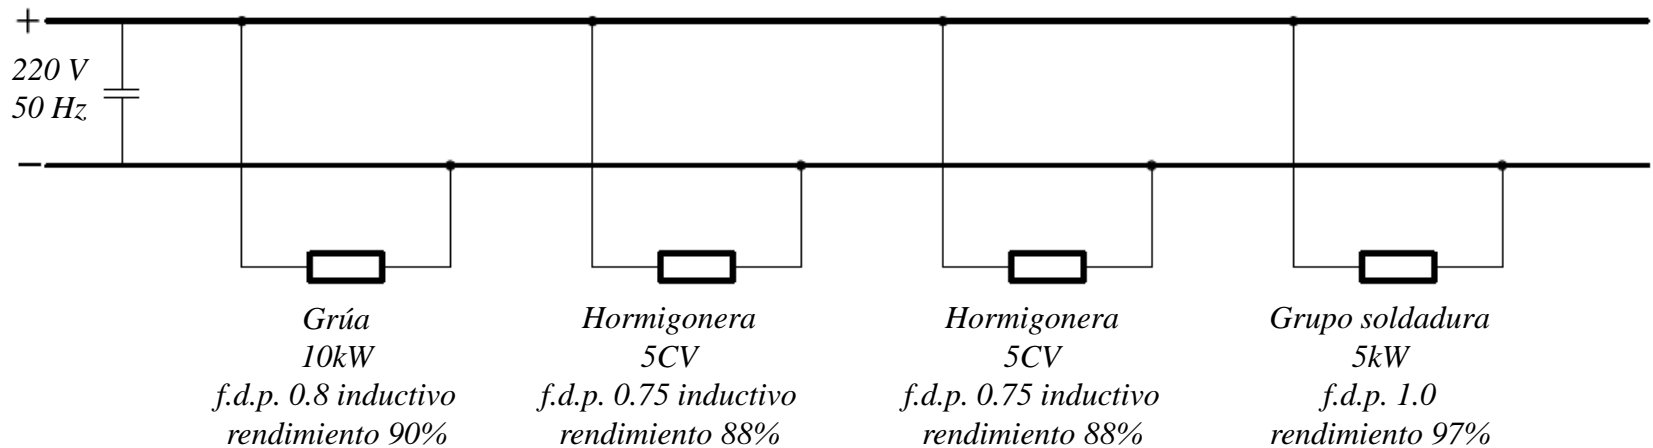 +
220 V
50 Hz
−
Grúa
10kW
f.d.p. 0.8 inductivo
rendimiento 90%
Hormigonera
5CV
f.d.p. 0.75 inductivo
rendimiento 88%
Hormigonera
5CV
f.d.p. 0.75 inductivo
rendimiento 88%
Grupo soldadura
5kW
f.d.p. 1.0
rendimiento 97%